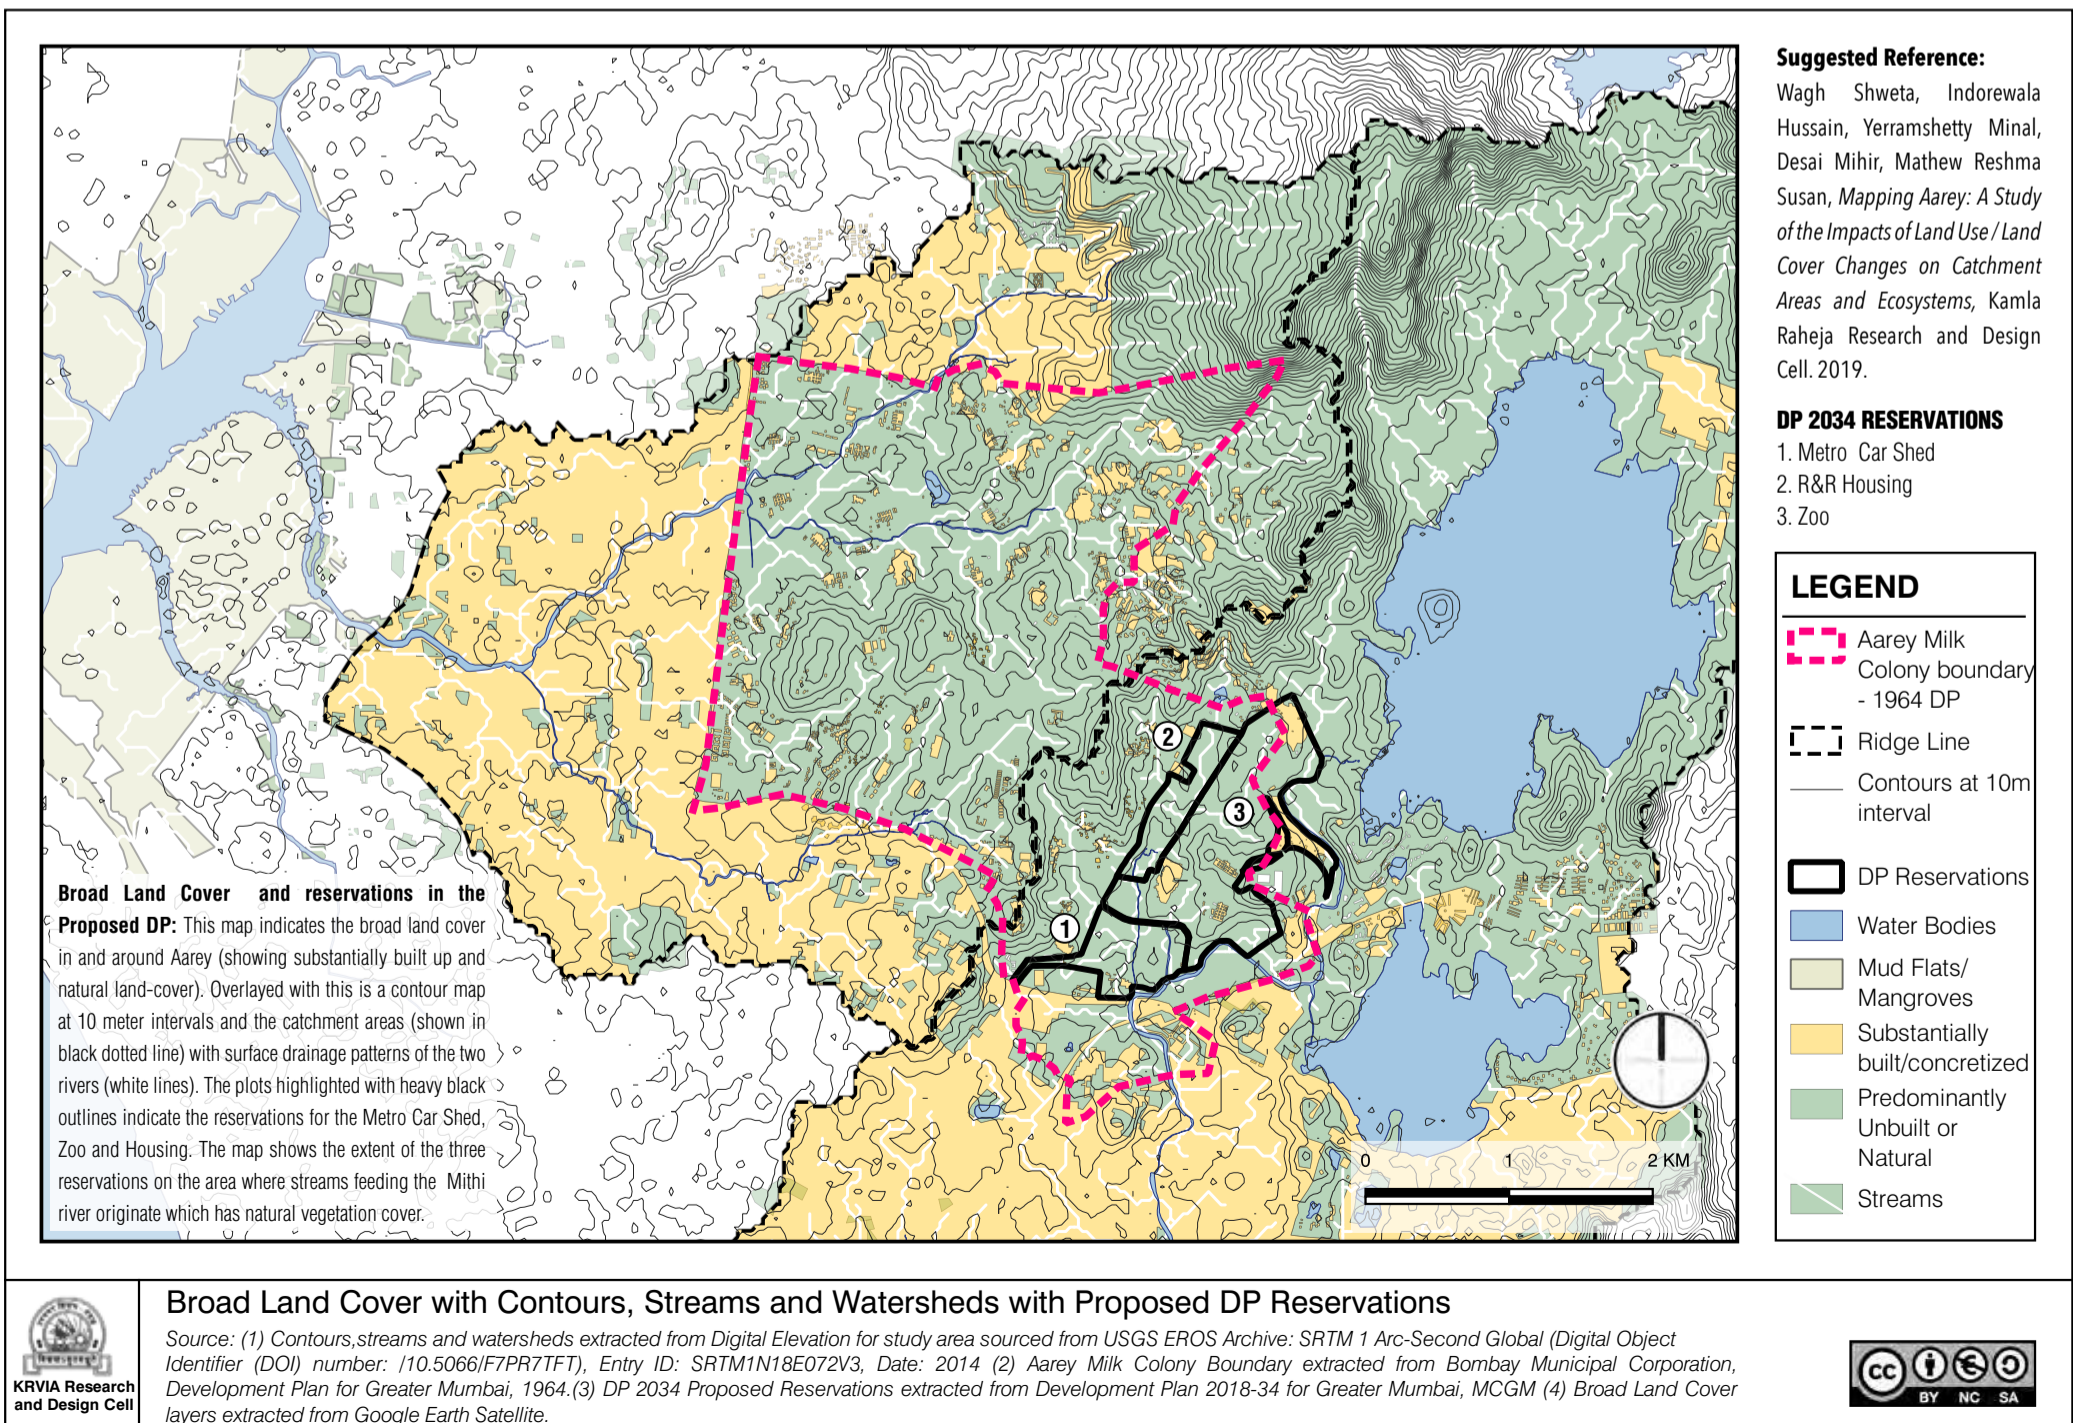 Suggested Reference:
Wagh Shweta, Indorewala
Hussain, Yerramshetty Minal,
Desai Mihir, Mathew Reshma
Susan, Mapping Aarey: A Study
of the Impacts of Land Use / Land
Cover Changes on Catchment
Areas and Ecosystems, Kamla
Raheja Research and Design
Cell. 2019.
DP 2034 RESERVATIONS
1. Metro Car Shed
2. R&R Housing
3. Zoo
LEGEND
Aarey Milk
Colony boundary
- 1964 DP
Ridge Line
Contours at 10m
interval
DP Reservations
Water Bodies
Mud Flats/
Mangroves
Substantially
built/concretized
Predominantly
Unbuilt or
Natural
Streams
2
3
1
Broad Land Cover and reservations in the
Proposed DP: This map indicates the broad land cover
in and around Aarey (showing substantially built up and
natural land-cover). Overlayed with this is a contour map
at 10 meter intervals and the catchment areas (shown in
black dotted line) with surface drainage patterns of the two
rivers (white lines). The plots highlighted with heavy black
outlines indicate the reservations for the Metro Car Shed,
Zoo and Housing. The map shows the extent of the three
reservations on the area where streams feeding the Mithi
river originate which has natural vegetation cover.
0 1 2 KM
Broad Land Cover with Contours, Streams and Watersheds with Proposed DP Reservations
Source: (1) Contours,streams and watersheds extracted from Digital Elevation for study area sourced from USGS EROS Archive: SRTM 1 Arc-Second Global (Digital Object
Identifier (DOI) number: /10.5066/F7PR7TFT), Entry ID: SRTM1N18E072V3, Date: 2014 (2) Aarey Milk Colony Boundary extracted from Bombay Municipal Corporation,
Development Plan for Greater Mumbai, 1964.(3) DP 2034 Proposed Reservations extracted from Development Plan 2018-34 for Greater Mumbai, MCGM (4) Broad Land Cover
layers extracted from Google Earth Satellite.
KRVIA Research
and Design Cell
cc
BY NC SA